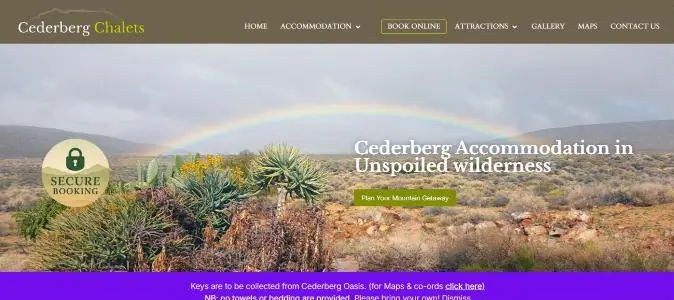 Cederberg Chalets
HOME ACCOMMODATION BOOK ONLINE ATTRACTIONS GALLERY MAPS CONTACT US
Cederberg Accommodation in
Unspoiled wilderness
SECURE
BOOKING
Plan Your Mountain Getaway
Keys are to be collected from Cederberg Oasis. (for Maps & co-ords click here)
NB: no towels or bedding are provided. Please bring your own! Dismiss